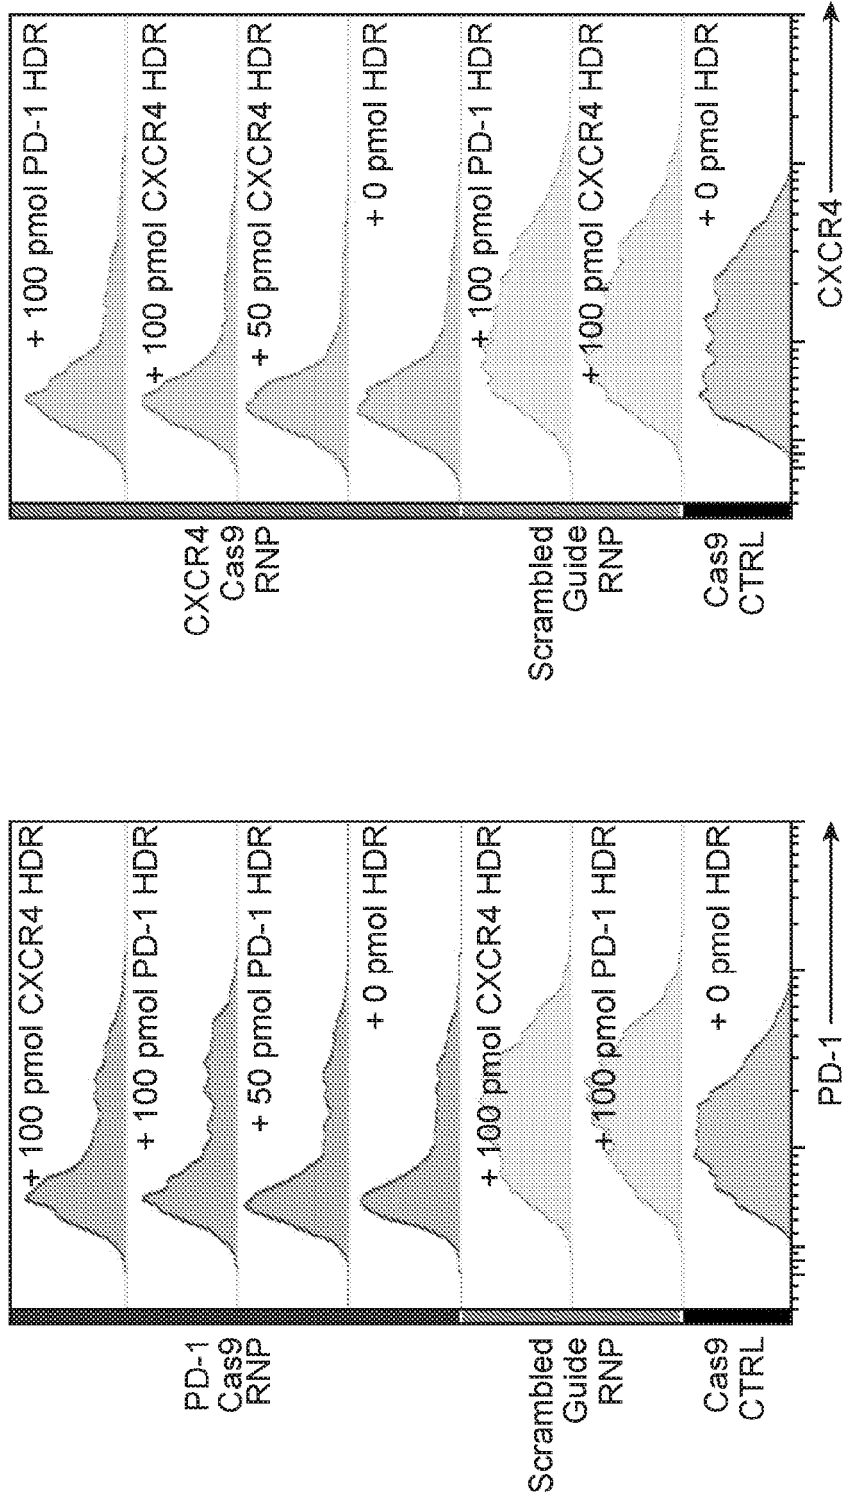 + 100 pmol CXCR4 HDR
+ 100 pmol PD-1 HDR
+ 50 pmol PD-1 HDR
+ 0 pmol HDR
+ 100 pmol CXCR4 HDR
+ 100 pmol PD-1 HDR
+ 0 pmol HDR
PD-1
Cas9
RNP
Scrambled
Guide
RNP
Cas9
CTRL
PD-1
+ 100 pmol PD-1 HDR
+ 100 pmol CXCR4 HDR
+ 50 pmol CXCR4 HDR
+ 0 pmol HDR
+ 100 pmol PD-1 HDR
+ 100 pmol CXCR4 HDR
+ 0 pmol HDR
CXCR4
Cas9
RNP
Scrambled
Guide
RNP
Cas9
CTRL
CXCR4